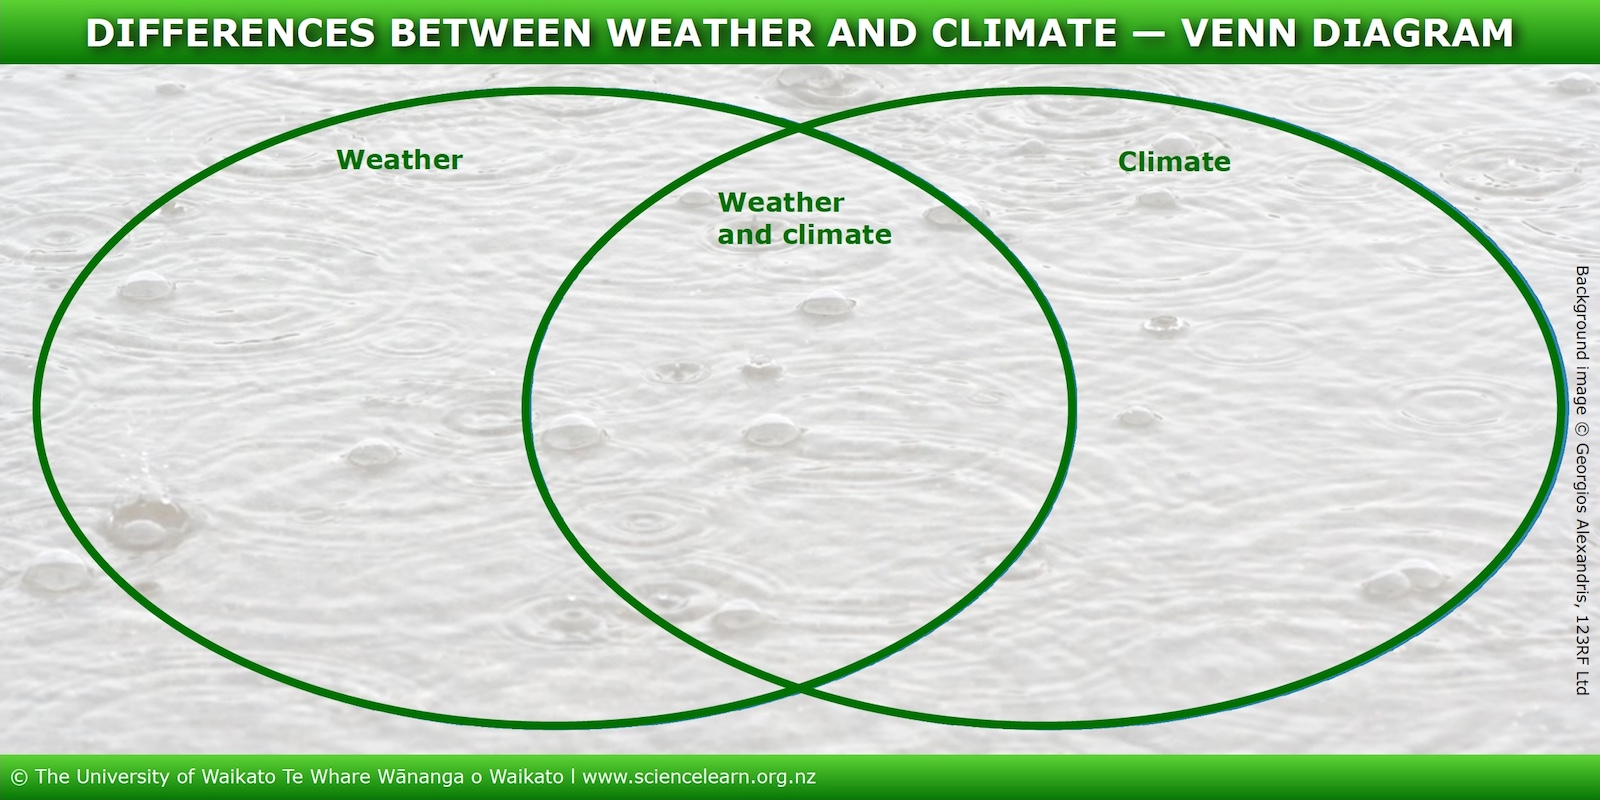 DIFFERENCES BETWEEN WEATHER AND CLIMATE — VENN DIAGRAM
Weather
Climate
Weather
and climate
Background image © Georgios Alexandris, 123RF Ltd
© The University of Waikato Te Whare Wānanga o Waikato l www.sciencelearn.org.nz